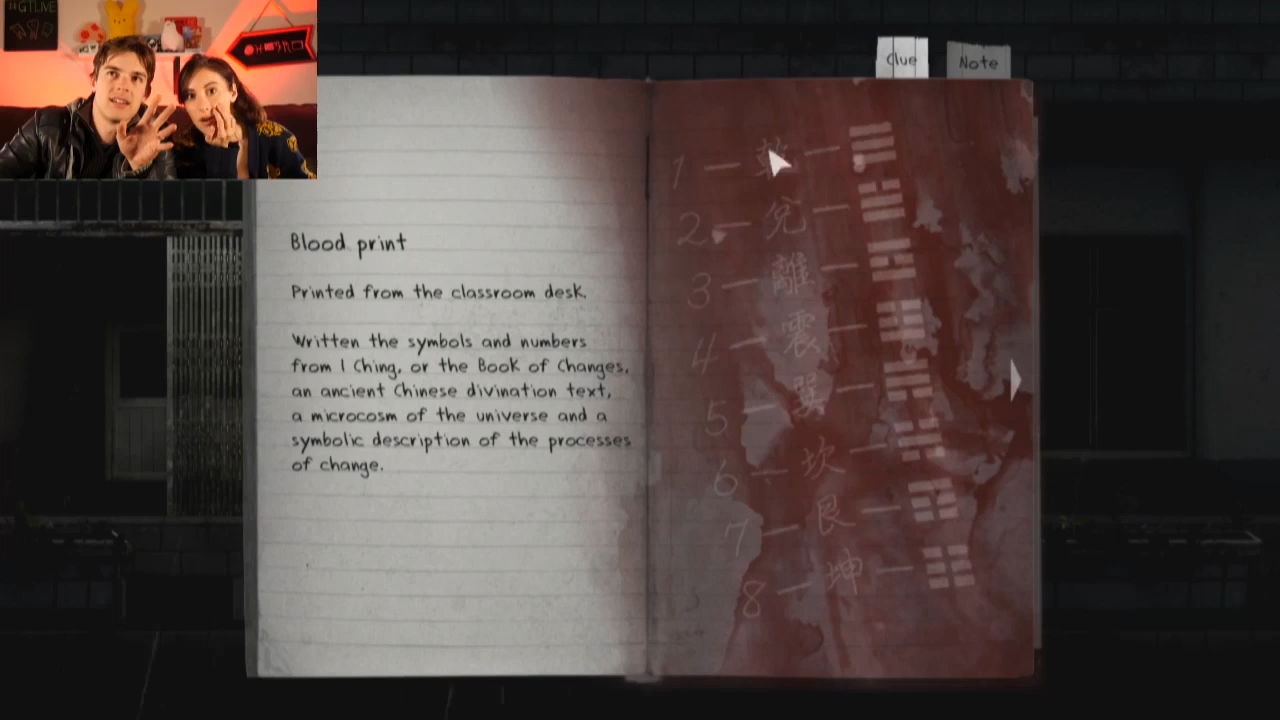 #GTLIVE
Clue
Note
Blood print
Printed from the classroom desk.
Written the symbols and numbers
from I Ching, or the Book of Changes,
an ancient Chinese divination text,
a microcosm of the universe and a
symbolic description of the processes
of change.
1 — 乾 — ☰
2 — 兌 — ☱
3 — 離 — ☲
4 — 震 — ☳
5 — 巽 — ☴
6 — 坎 — ☵
7 — 艮 — ☶
8 — 坤 — ☷